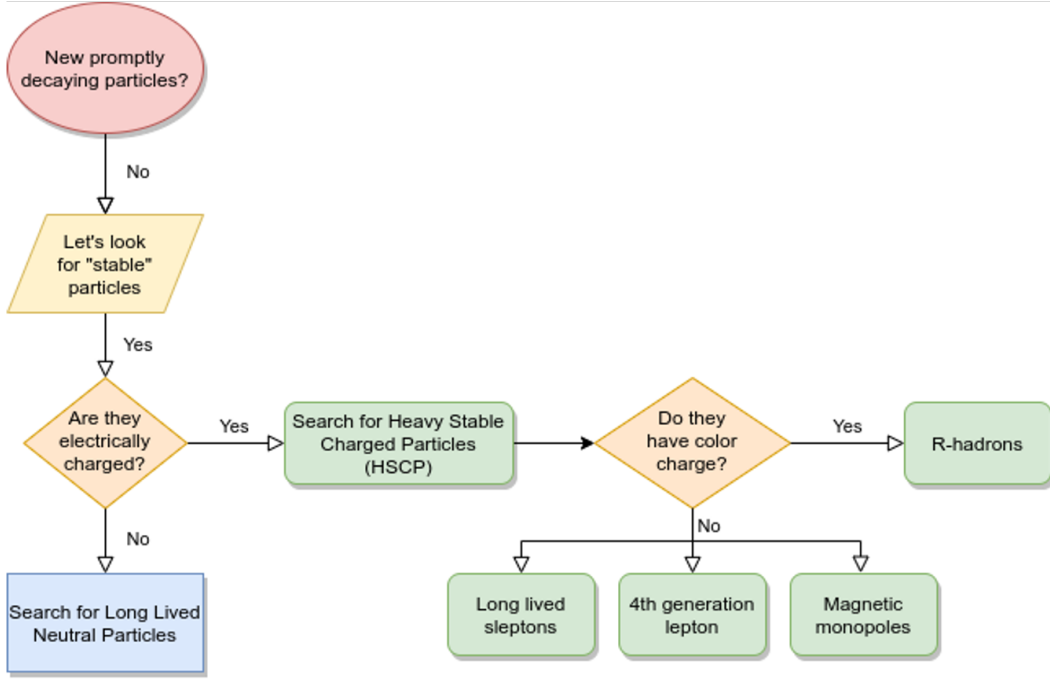 New promptly
decaying particles?
No
Let's look
for "stable"
particles
Yes
Are they
electrically
charged?
Yes
Search for Heavy Stable
Charged Particles
(HSCP)
Do they
have color
charge?
Yes
R-hadrons
No
No
Search for Long Lived
Neutral Particles
Long lived
sleptons
4th generation
lepton
Magnetic
monopoles